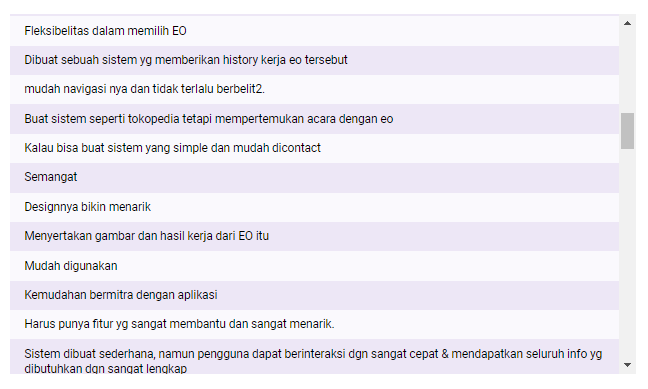 Fleksibelitas dalam memilih EO
Dibuat sebuah sistem yg memberikan history kerja eo tersebut
mudah navigasi nya dan tidak terlalu berbelit2.
Buat sistem seperti tokopedia tetapi mempertemukan acara dengan eo
Kalau bisa buat sistem yang simple dan mudah dicontact
Semangat
Designnya bikin menarik
Menyertakan gambar dan hasil kerja dari EO itu
Mudah digunakan
Kemudahan bermitra dengan aplikasi
Harus punya fitur yg sangat membantu dan sangat menarik.
Sistem dibuat sederhana, namun pengguna dapat berinteraksi dgn sangat cepat & mendapatkan seluruh info yg
dibutuhkan dgn sangat lengkap